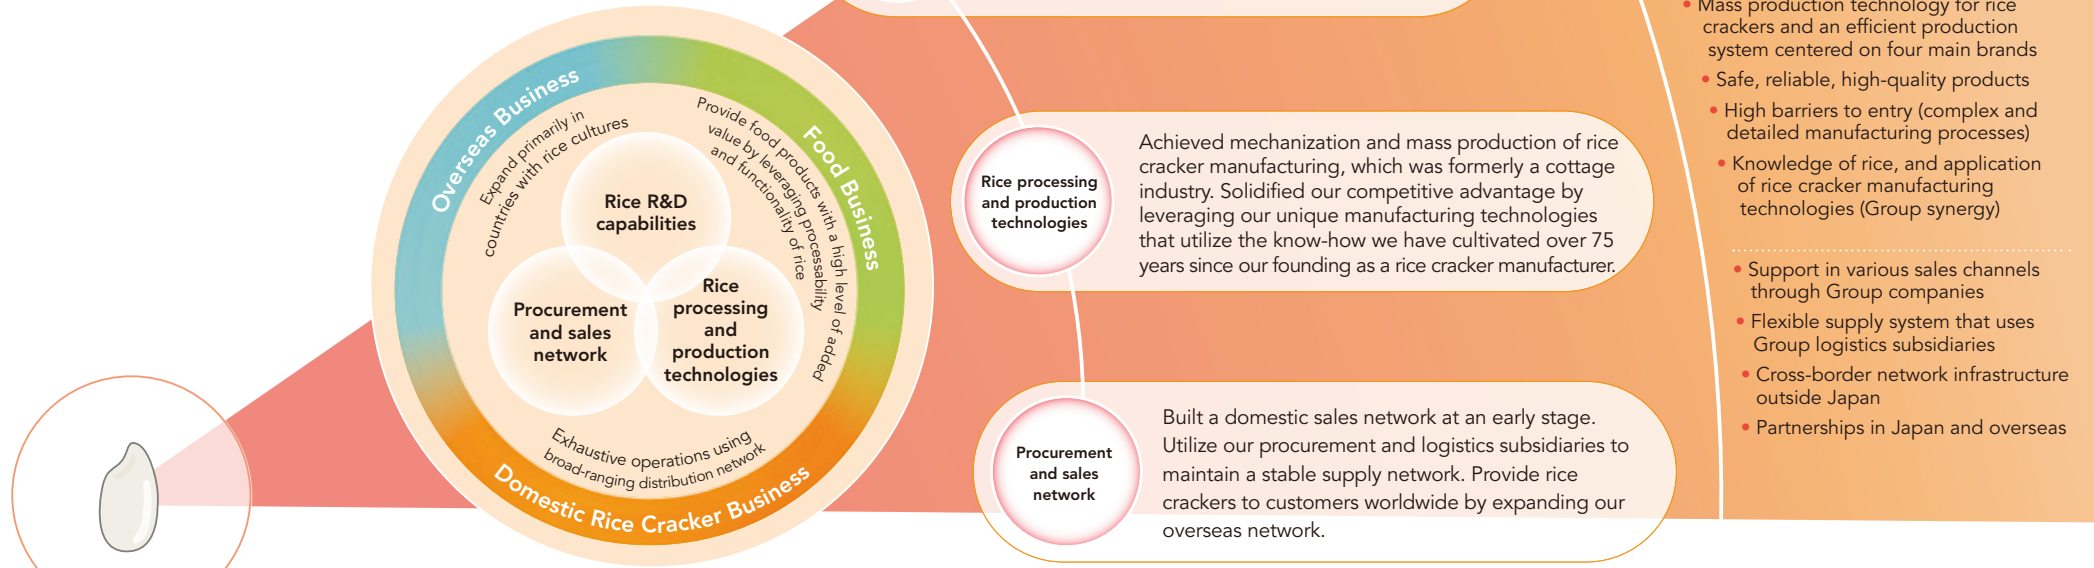 Overseas Business
Expand primarily in
countries with rice cultures
Food Business
Provide food products with a high level of added
value by leveraging processability
and functionality of rice
Rice R&D
capabilities
Procurement
and sales
network
Rice
processing
and
production
technologies
Exhaustive operations using
broad-ranging distribution network
Domestic Rice Cracker Business
Rice processing
and production
technologies
Achieved mechanization and mass production of rice
cracker manufacturing, which was formerly a cottage
industry. Solidified our competitive advantage by
leveraging our unique manufacturing technologies
that utilize the know-how we have cultivated over 75
years since our founding as a rice cracker manufacturer.
Procurement
and sales
network
Built a domestic sales network at an early stage.
Utilize our procurement and logistics subsidiaries to
maintain a stable supply network. Provide rice
crackers to customers worldwide by expanding our
overseas network.
• Mass production technology for rice
crackers and an efficient production
system centered on four main brands
• Safe, reliable, high-quality products
• High barriers to entry (complex and
detailed manufacturing processes)
• Knowledge of rice, and application
of rice cracker manufacturing
technologies (Group synergy)
• Support in various sales channels
through Group companies
• Flexible supply system that uses
Group logistics subsidiaries
• Cross-border network infrastructure
outside Japan
• Partnerships in Japan and overseas